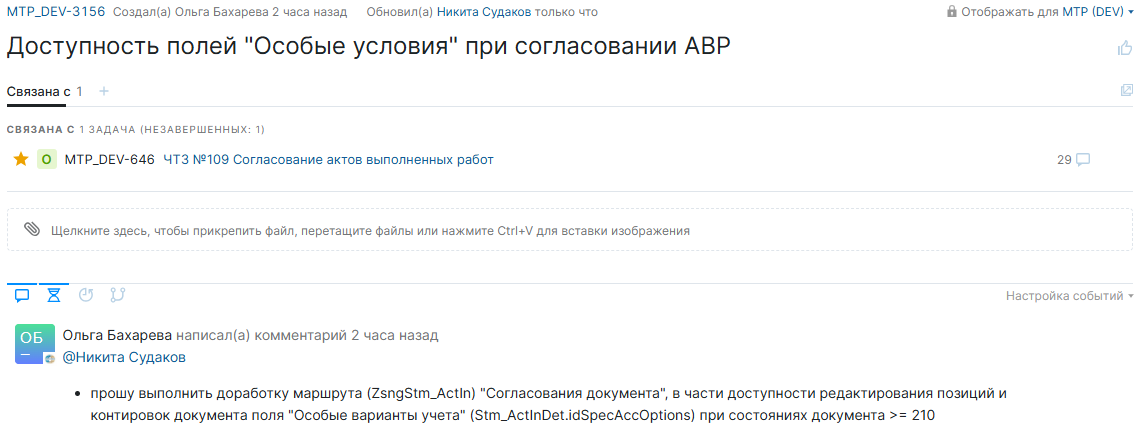 MTP_DEV-3156 Создал(а) Ольга Бахарева 2 часа назад Обновил(а) Никита Судаков только что Отображать для MTP (DEV)
Доступность полей "Особые условия" при согласовании АВР
Связана с 1 +
СВЯЗАНА С 1 ЗАДАЧА (НЕЗАВЕРШЕННЫХ: 1)
О MTP_DEV-646 ЧТЗ №109 Согласование актов выполненных работ 29
Щелкните здесь, чтобы прикрепить файл, перетащите файлы или нажмите Ctrl+V для вставки изображения
Настройка событий
ОБ Ольга Бахарева написал(а) комментарий 2 часа назад
@Никита Судаков
• прошу выполнить доработку маршрута (ZsngStm_ActIn) "Согласования документа", в части доступности редактирования позиций и
контировок документа поля "Особые варианты учета" (Stm_ActInDet.idSpecAccOptions) при состояниях документа >= 210